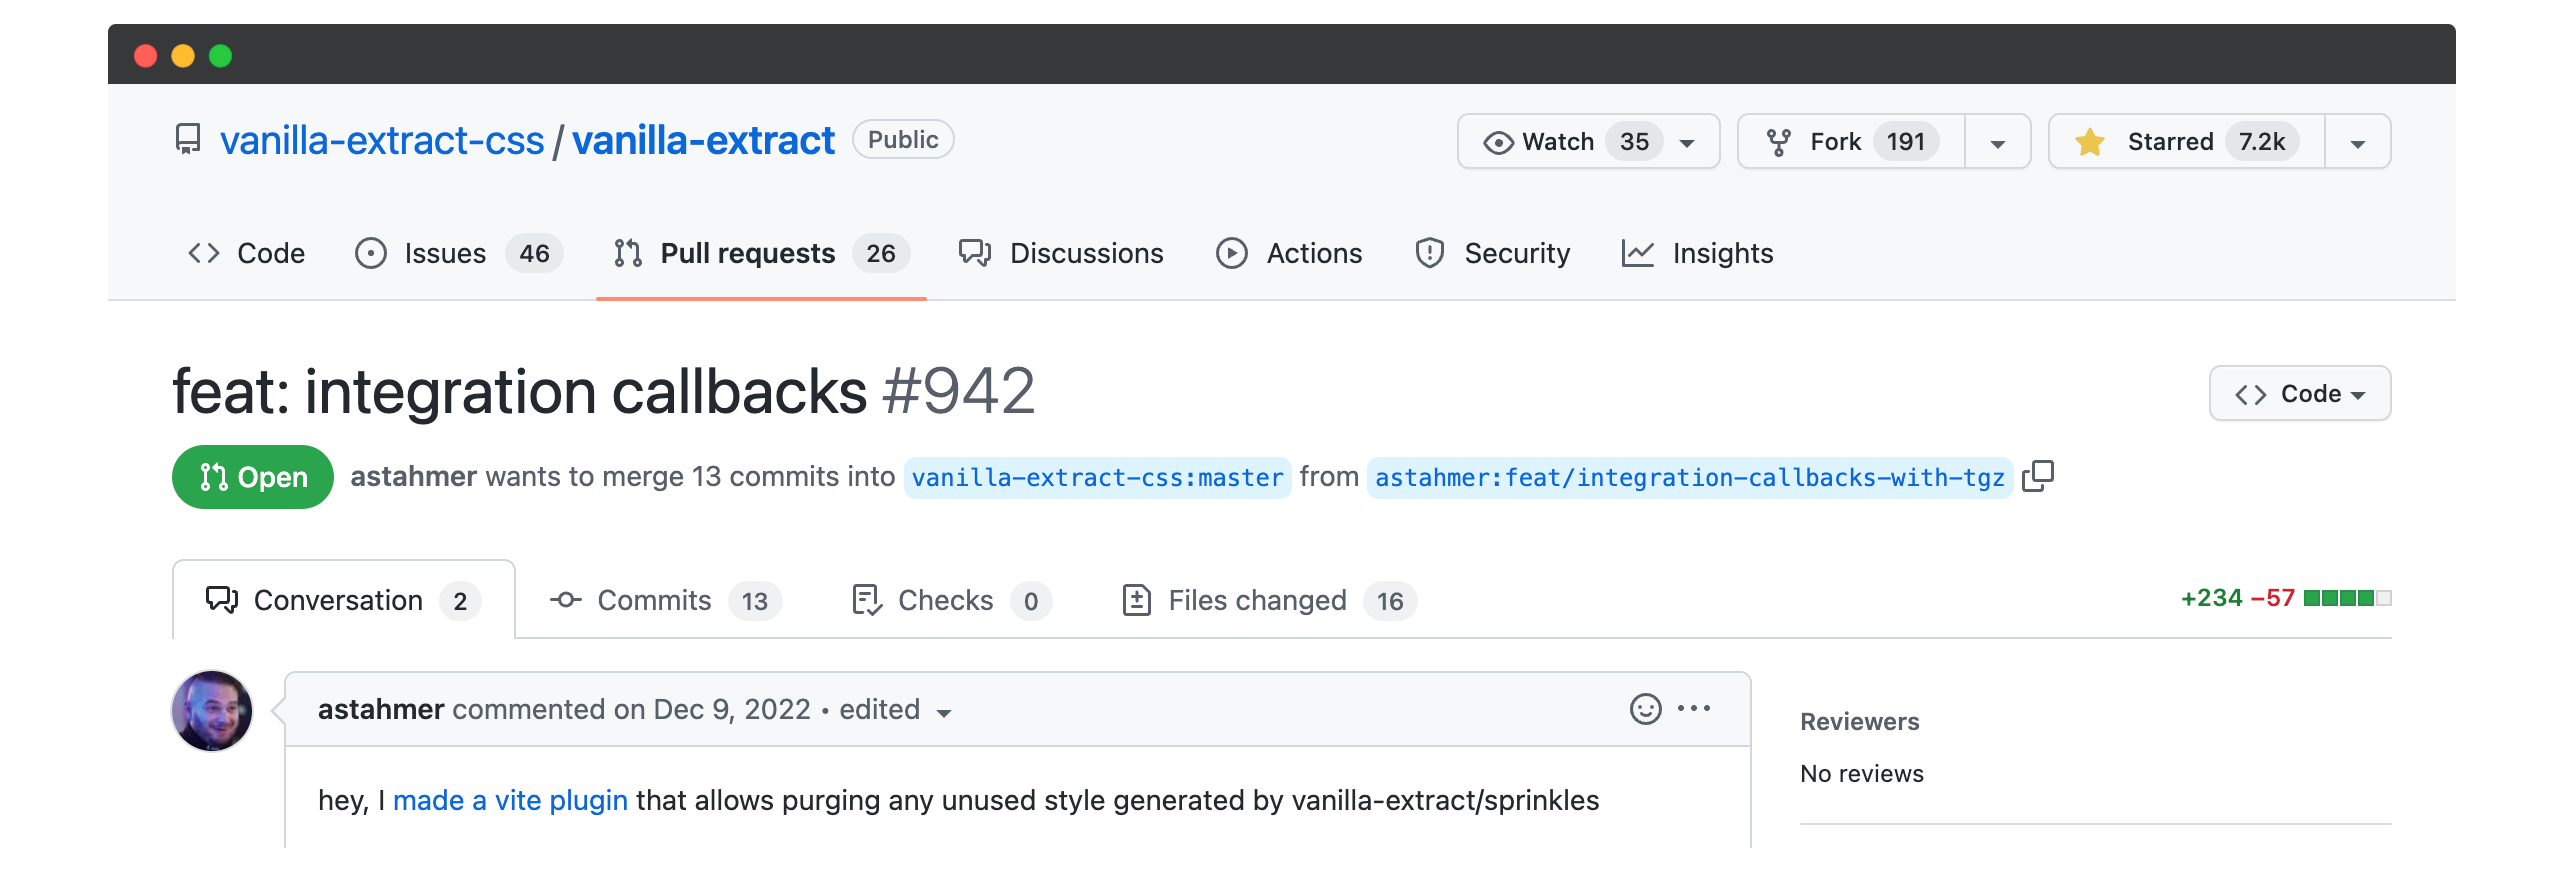 vanilla-extract-css / vanilla-extract Public Watch 35 Fork 191 Starred 7.2k
Code Issues 46 Pull requests 26 Discussions Actions Security Insights
feat: integration callbacks #942 Code
Open astahmer wants to merge 13 commits into vanilla-extract-css:master from astahmer:feat/integration-callbacks-with-tgz
Conversation 2 Commits 13 Checks 0 Files changed 16 +234 −57
astahmer commented on Dec 9, 2022 • edited
hey, I made a vite plugin that allows purging any unused style generated by vanilla-extract/sprinkles
Reviewers
No reviews